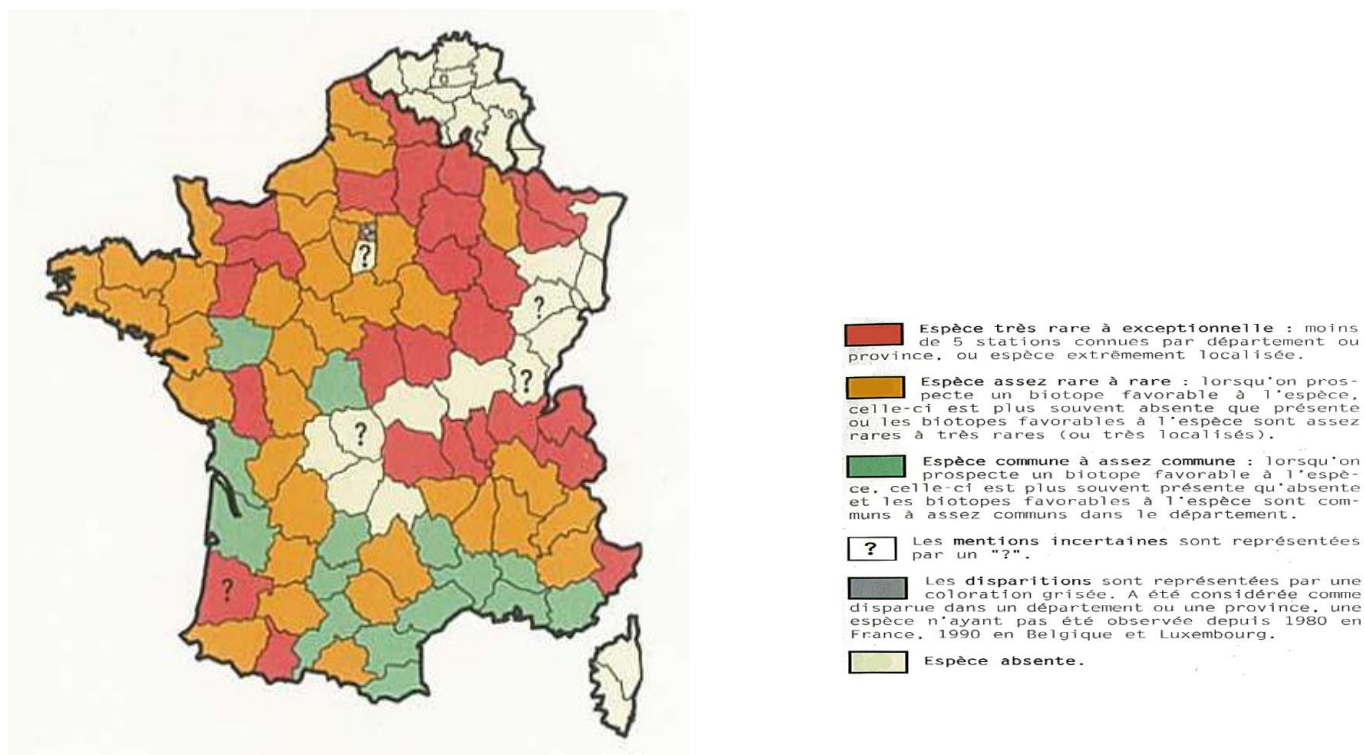 ?
?
?
?
?
Espèce très rare à exceptionnelle : moins
de 5 stations connues par département ou
province, ou espèce extrêmement localisée.
Espèce assez rare à rare : lorsqu'on pros-
pecte un biotope favorable à l'espèce,
celle-ci est plus souvent absente que présente
ou les biotopes favorables à l'espèce sont assez
rares à très rares (ou très localisés).
Espèce commune à assez commune : lorsqu'on
prospecte un biotope favorable à l'espè-
ce, celle-ci est plus souvent présente qu'absente
et les biotopes favorables à l'espèce sont com-
muns à assez communs dans le département.
? Les mentions incertaines sont représentées
par un "?".
Les disparitions sont représentées par une
coloration grisée. A été considérée comme
disparue dans un département ou une province, une
espèce n'ayant pas été observée depuis 1980 en
France, 1990 en Belgique et Luxembourg.
Espèce absente.